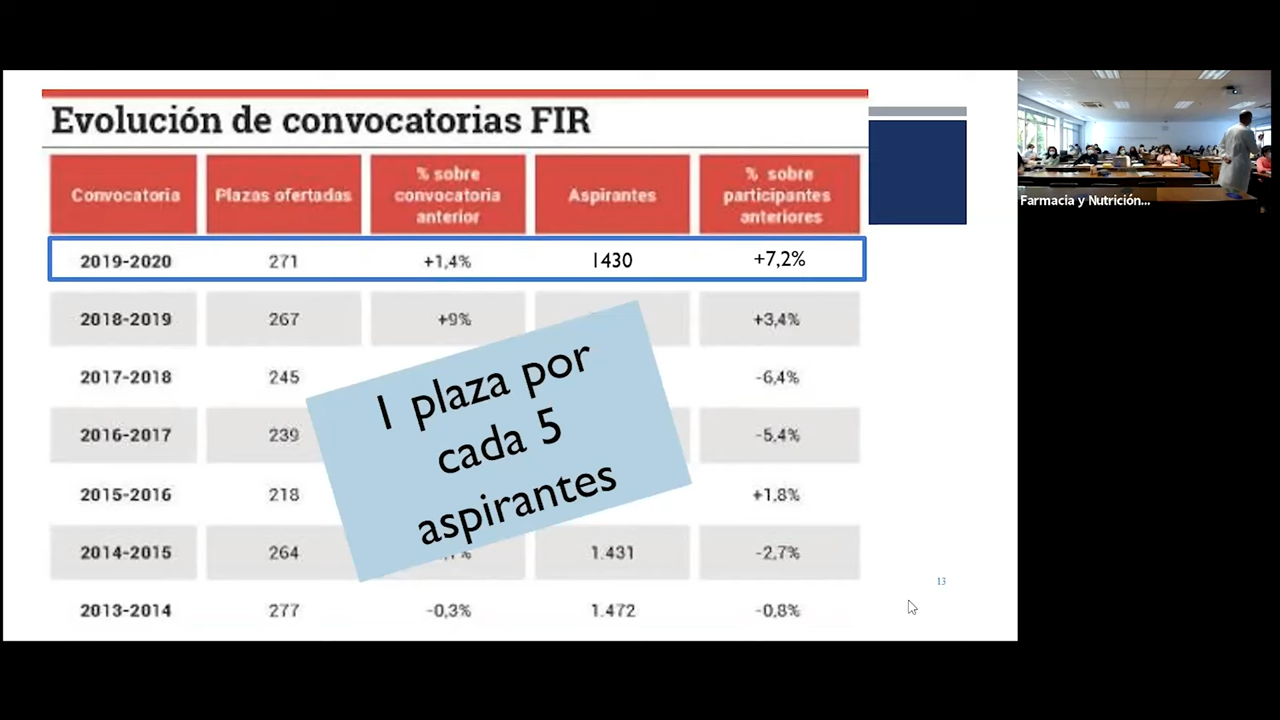 Evolución de convocatorias FIR
Convocatoria Plazas ofertadas % sobre convocatoria anterior Aspirantes % sobre participantes anteriores
2019-2020 271 +1,4% 1430 +7,2%
2018-2019 267 +9% +3,4%
2017-2018 245 -6,4%
2016-2017 239 -5,4%
2015-2016 218 +1,8%
2014-2015 264 1.431 -2,7%
2013-2014 277 -0,3% 1.472 -0,8%
1 plaza por
cada 5
aspirantes
13
Farmacia y Nutrición...